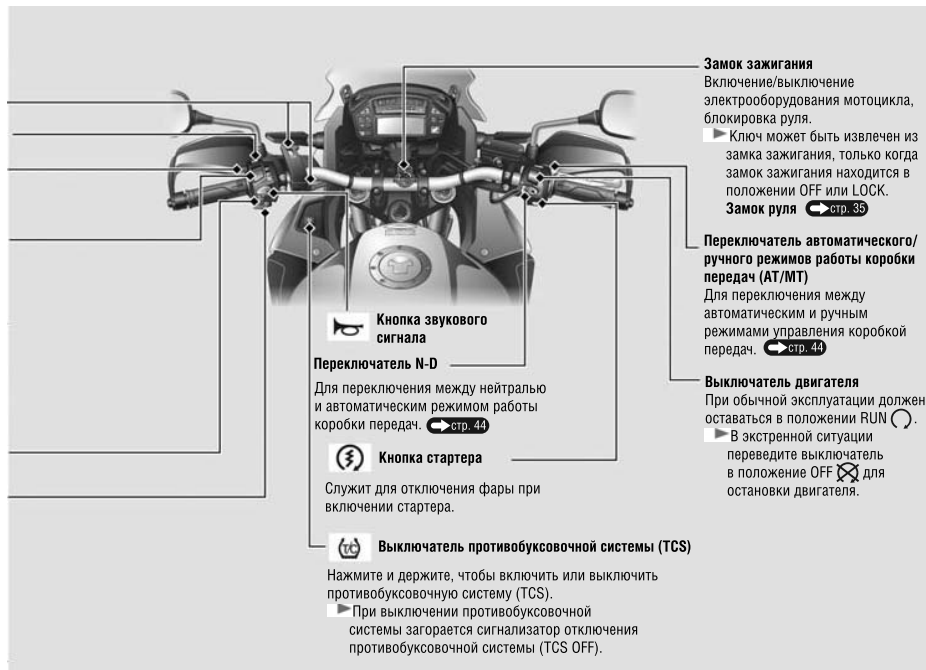 Замок зажигания
Включение/выключение
электрооборудования мотоцикла,
блокировка руля.
Ключ может быть извлечен из
замка зажигания, только когда
замок зажигания находится в
положении OFF или LOCK.
Замок руля стр. 35
Переключатель автоматического/
ручного режимов работы коробки
передач (AT/MT)
Для переключения между
автоматическим и ручным
режимами управления коробкой
передач. стр. 44
Выключатель двигателя
При обычной эксплуатации должен
оставаться в положении RUN .
В экстренной ситуации
переведите выключатель
в положение OFF для
остановки двигателя.
Кнопка звукового
сигнала
Переключатель N-D
Для переключения между нейтралью
и автоматическим режимом работы
коробки передач. стр. 44
Кнопка стартера
Служит для отключения фары при
включении стартера.
T/C
Выключатель противобуксовочной системы (TCS)
Нажмите и держите, чтобы включить или выключить
противобуксовочную систему (TCS).
При выключении противобуксовочной
системы загорается сигнализатор отключения
противобуксовочной системы (TCS OFF).